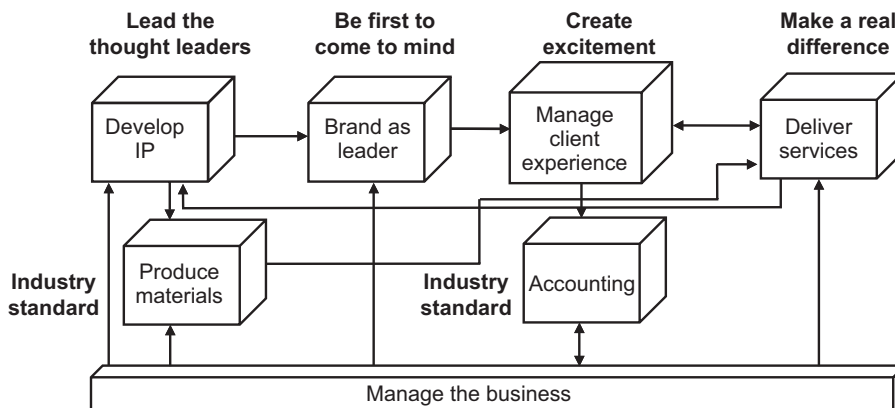 Lead the
thought leaders
Be first to
come to mind
Create
excitement
Make a real
difference
Develop
IP
Brand as
leader
Manage
client
experience
Deliver
services
Industry
standard
Produce
materials
Industry
standard
Accounting
Manage the business